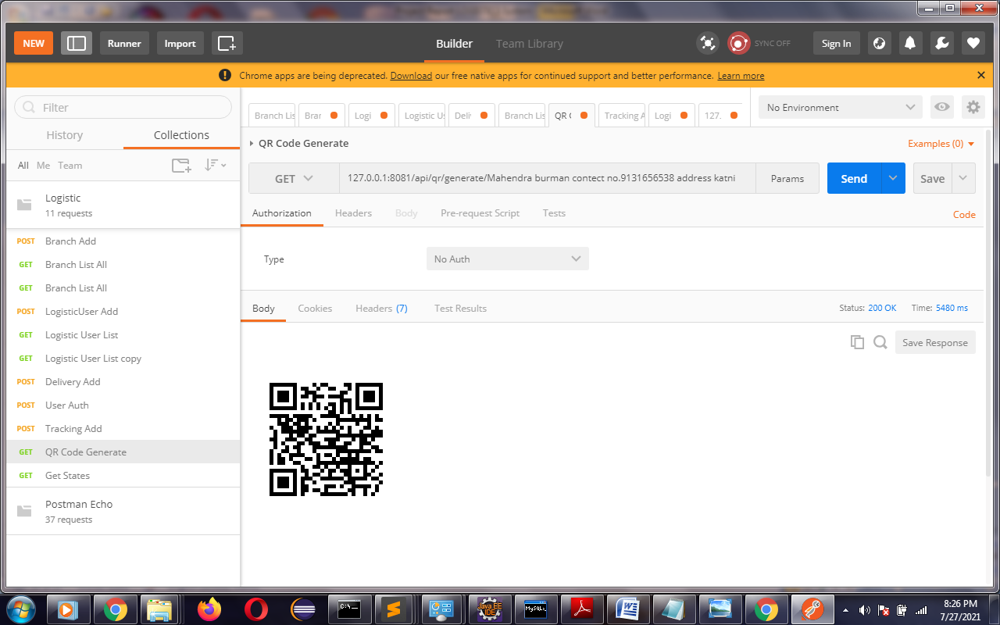 NEW
Runner
Import
Builder
Team Library
SYNC OFF
Sign In
Chrome apps are being deprecated. Download our free native apps for continued support and better performance. Learn more
Filter
History
Collections
All Me Team
Logistic
11 requests
POST Branch Add
GET Branch List All
GET Branch List All
POST LogisticUser Add
GET Logistic User List
GET Logistic User List copy
POST Delivery Add
POST User Auth
POST Tracking Add
GET QR Code Generate
GET Get States
Postman Echo
37 requests
Branch Lis Bran Logi Logistic Us Deliv Branch Lis QR C Tracking A Logi 127.
No Environment
QR Code Generate
Examples (0)
GET 127.0.0.1:8081/api/qr/generate/Mahendra burman contect no.9131656538 address katni Params Send Save
Authorization Headers Body Pre-request Script Tests Code
Type No Auth
Body Cookies Headers (7) Test Results Status: 200 OK Time: 5480 ms
Save Response
C:\_
Java EE
IDE
MySQL>
8:26 PM
7/27/2021